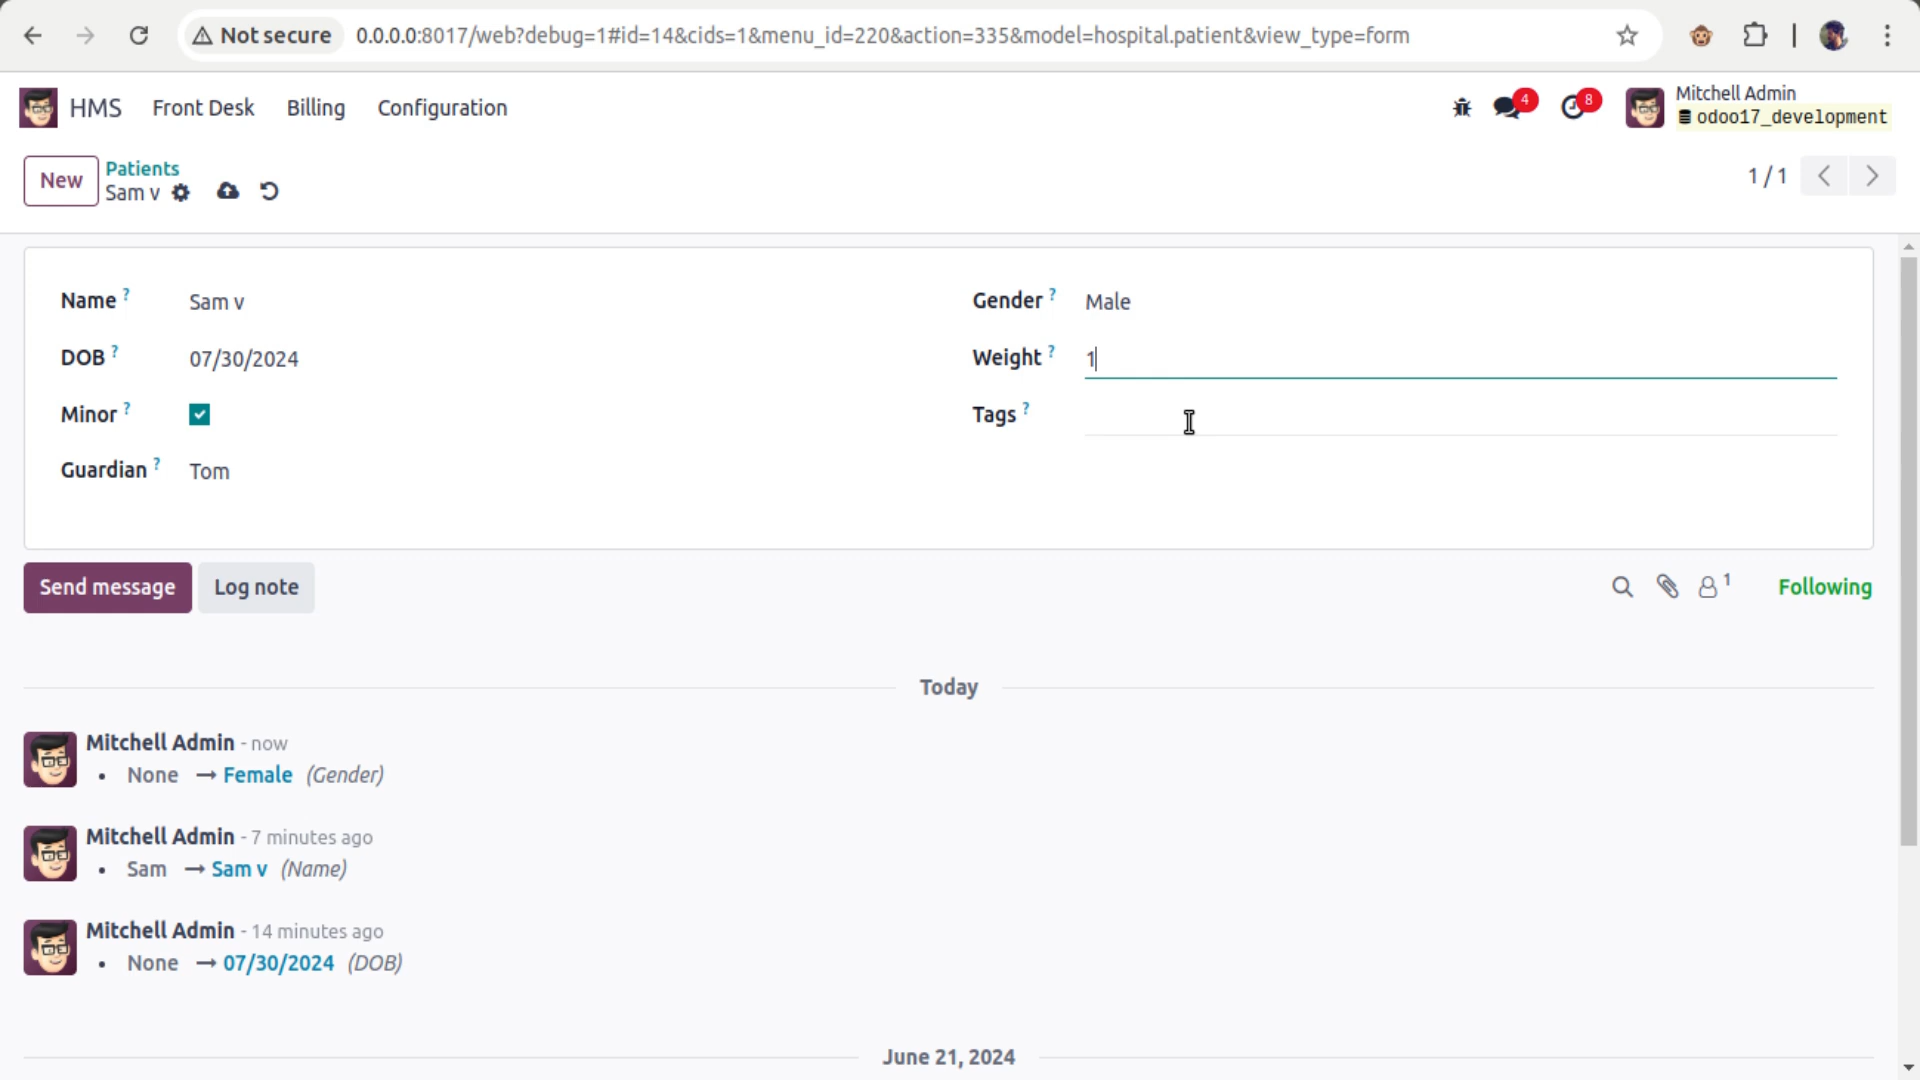 Not secure 0.0.0.0:8017/web?debug=1#id=14&cids=1&menu_id=220&action=335&model=hospital.patient&view_type=form
HMS Front Desk Billing Configuration 4 8 Mitchell Admin
odoo17_development
New Patients
Sam v 1 / 1
Name ? Sam v Gender ? Male
DOB ? 07/30/2024 Weight ? 1
Minor ? Tags ?
Guardian ? Tom
Send message Log note 1 Following
Today
Mitchell Admin - now
• None → Female (Gender)
Mitchell Admin - 7 minutes ago
• Sam → Sam v (Name)
Mitchell Admin - 14 minutes ago
• None → 07/30/2024 (DOB)
June 21, 2024